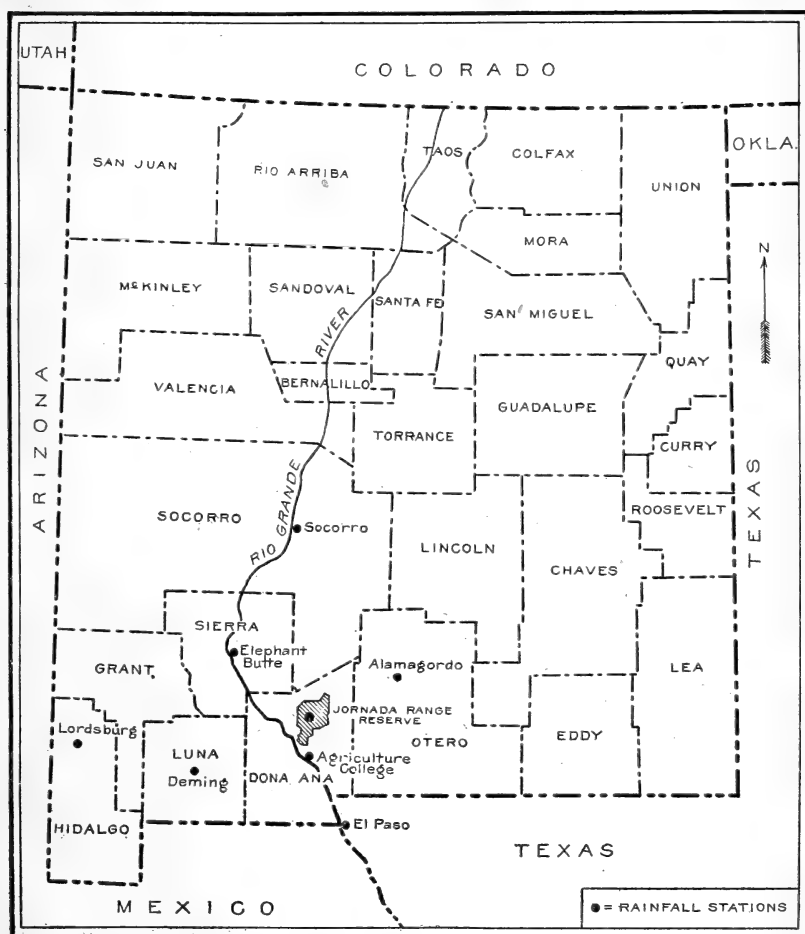 UTAH
COLORADO
OKLA.
SAN JUAN
RIO ARRIBA
TAOS
COLFAX
UNION
MORA
N
McKINLEY
SANDOVAL
SANTA FÉ
SAN MIGUEL
RIVER
QUAY
VALENCIA
BERNALILLO
GUADALUPE
ARIZONA
TORRANCE
CURRY
TEXAS
RIO GRANDE
SOCORRO
Socorro
ROOSEVELT
LINCOLN
CHAVES
SIERRA
Elephant
Butte
GRANT
Alamagordo
LEA
JORNADA RANGE
RESERVE
Lordsburg
OTERO
EDDY
LUNA
Deming
Agriculture
College
DONA ANA
HIDALGO
El Paso
TEXAS
MEXICO
= RAINFALL STATIONS